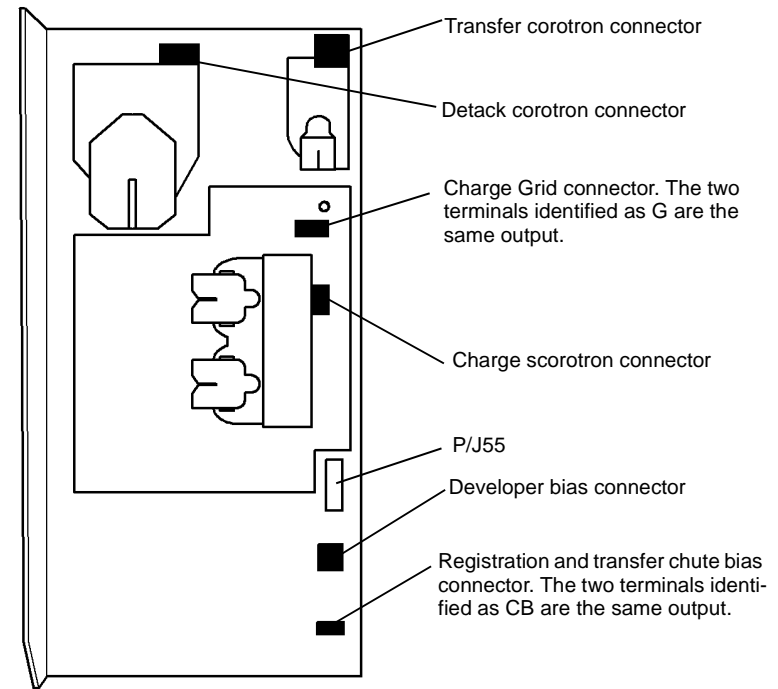 Transfer corotron connector
Detack corotron connector
Charge Grid connector. The two
terminals identified as G are the
same output.
Charge scorotron connector
P/J55
Developer bias connector
Registration and transfer chute bias
connector. The two terminals identi-
fied as CB are the same output.